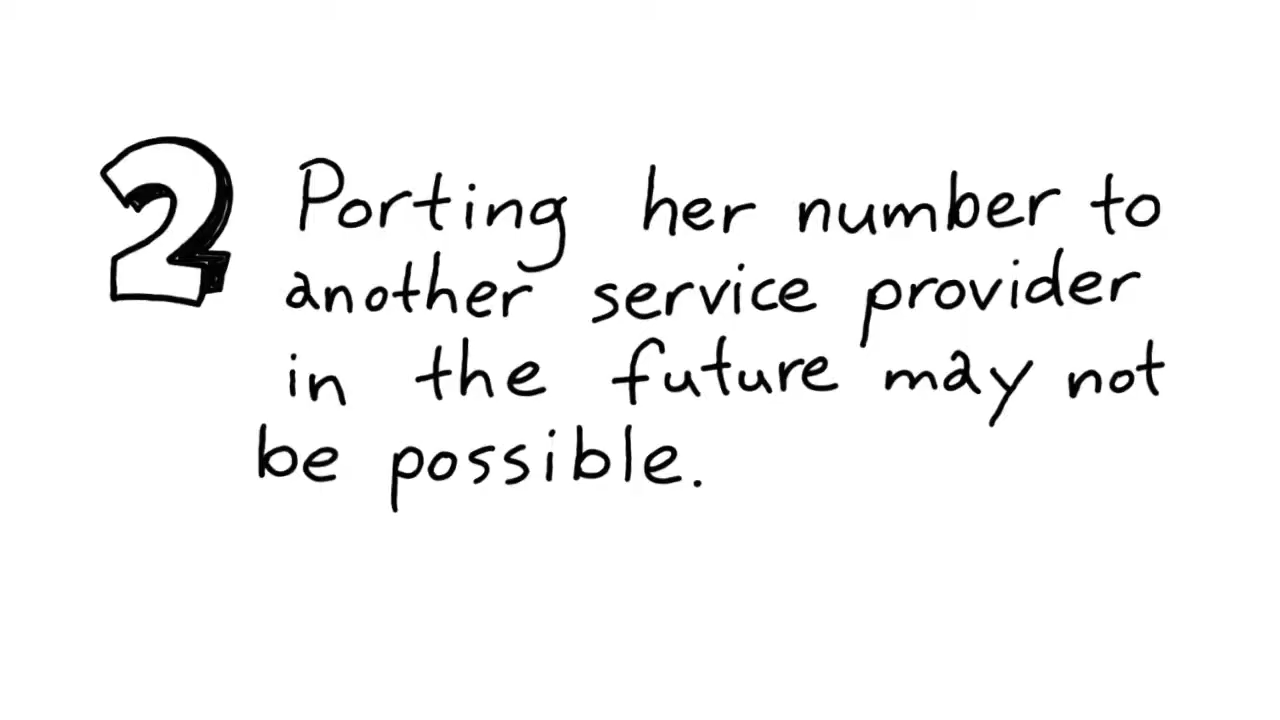 2 Porting her number to
another service provider
in the future may not
be possible.